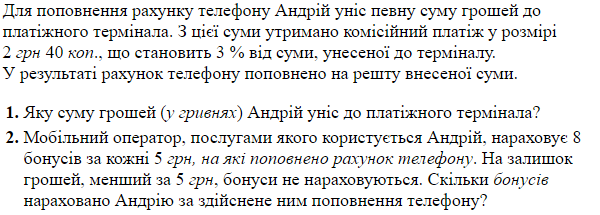 Для поповнення рахунку телефону Андрій уніс певну суму грошей до
платіжного термінала. З цієї суми утримано комісійний платіж у розмірі
2 грн 40 коп., що становить 3 % від суми, унесеної до терміналу.
У результаті рахунок телефону поповнено на решту внесеної суми.
1. Яку суму грошей (у гривнях) Андрій уніс до платіжного термінала?
2. Мобільний оператор, послугами якого користується Андрій, нараховує 8
бонусів за кожні 5 грн, на які поповнено рахунок телефону. На залишок
грошей, менший за 5 грн, бонуси не нараховуються. Скільки бонусів
нараховано Андрію за здійснене ним поповнення телефону?